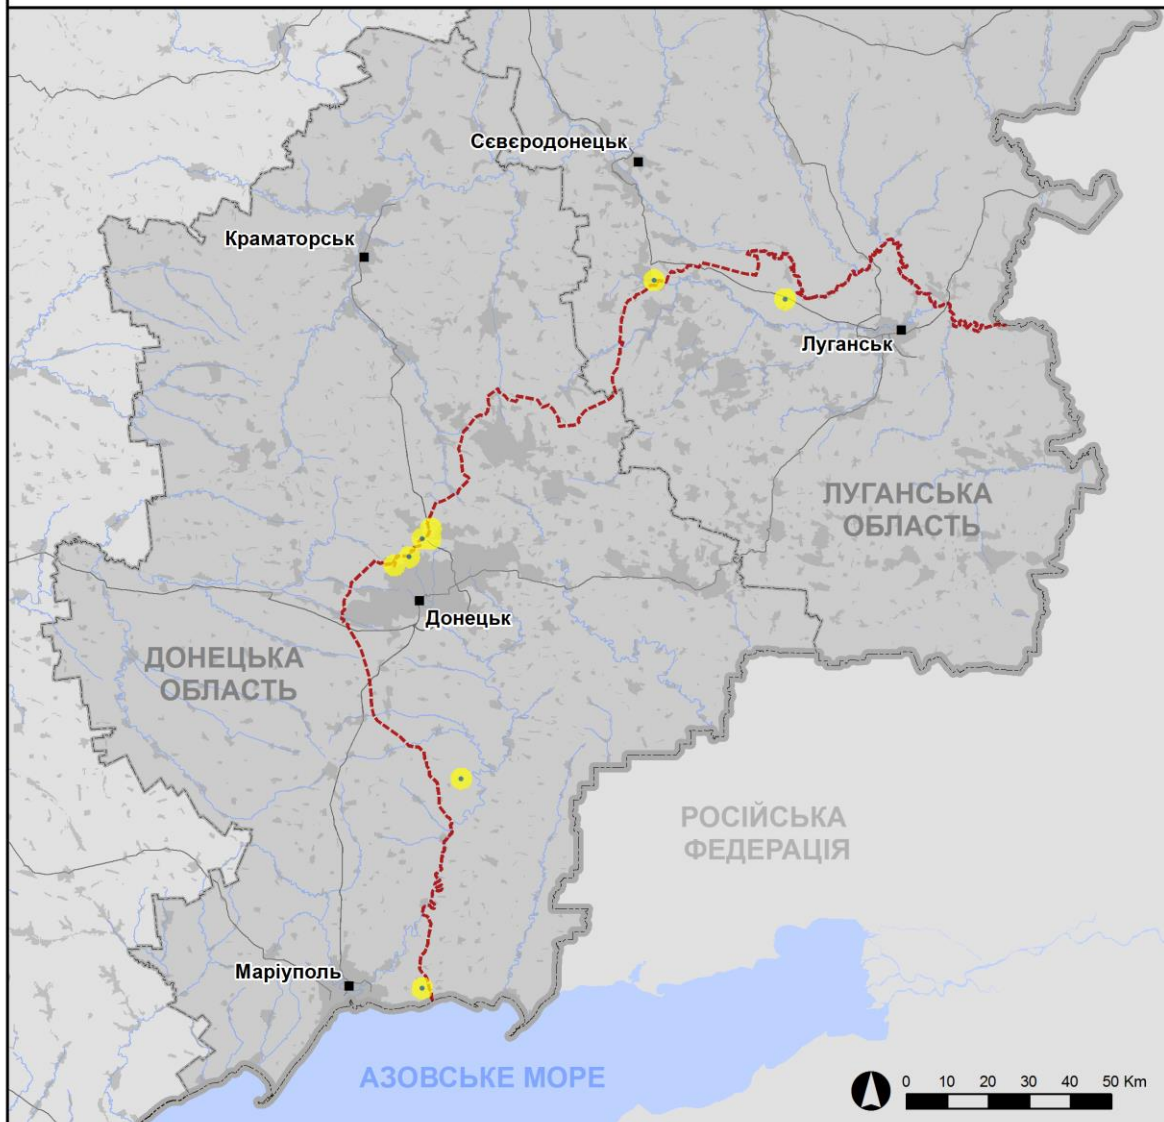 Сєвєродонецьк
Краматорськ
Луганськ
ЛУГАНСЬКА
ОБЛАСТЬ
Донецьк
ДОНЕЦЬКА
ОБЛАСТЬ
РОСІЙСЬКА
ФЕДЕРАЦІЯ
Маріуполь
АЗОВСЬКЕ МОРЕ
0 10 20 30 40 50 Km